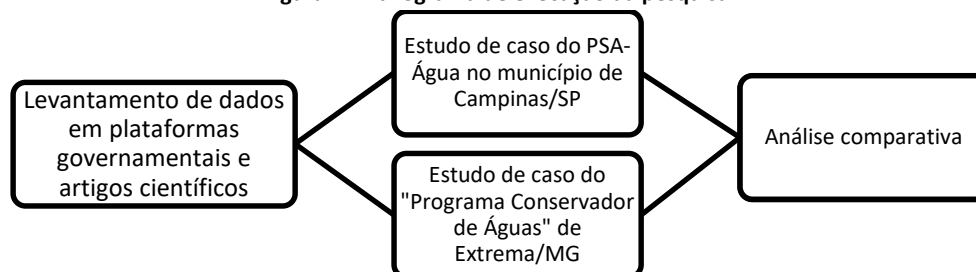 Levantamento de dados
em plataformas
governamentais e
artigos científicos
Estudo de caso do PSA-
Água no município de
Campinas/SP
Estudo de caso do
"Programa Conservador
de Águas" de
Extrema/MG
Análise comparativa